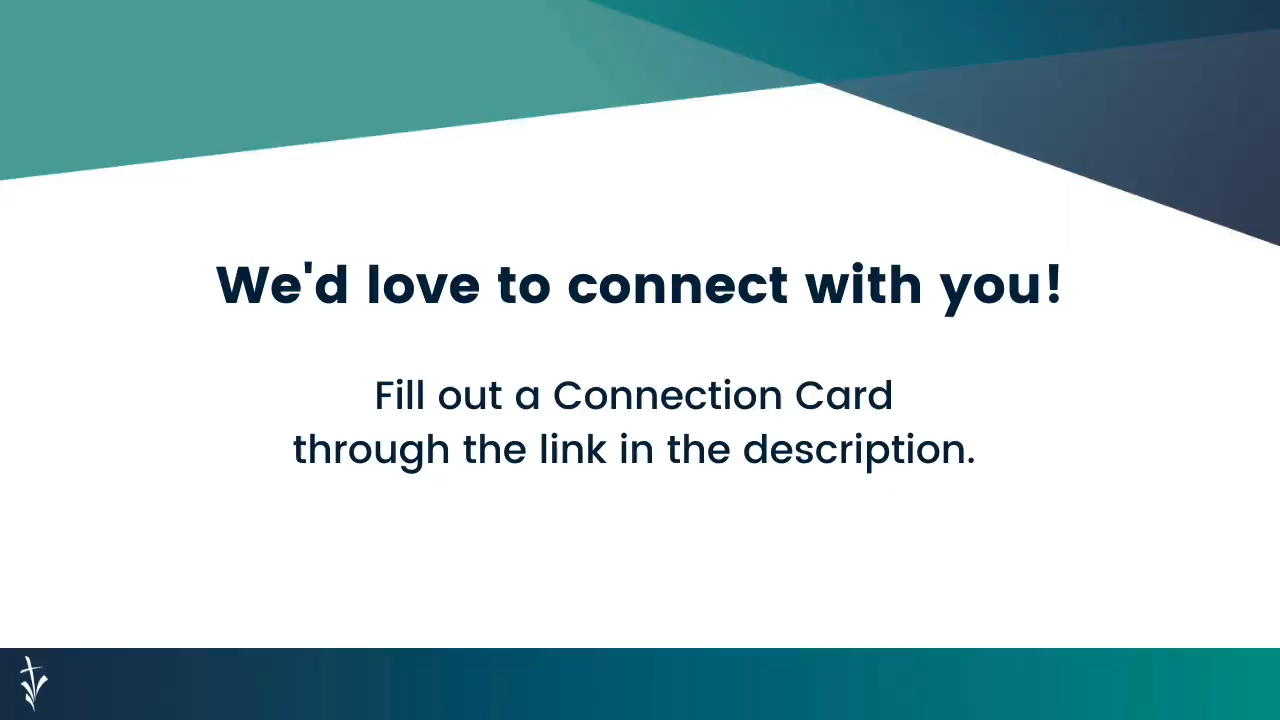 We'd love to connect with you!
Fill out a Connection Card
through the link in the description.